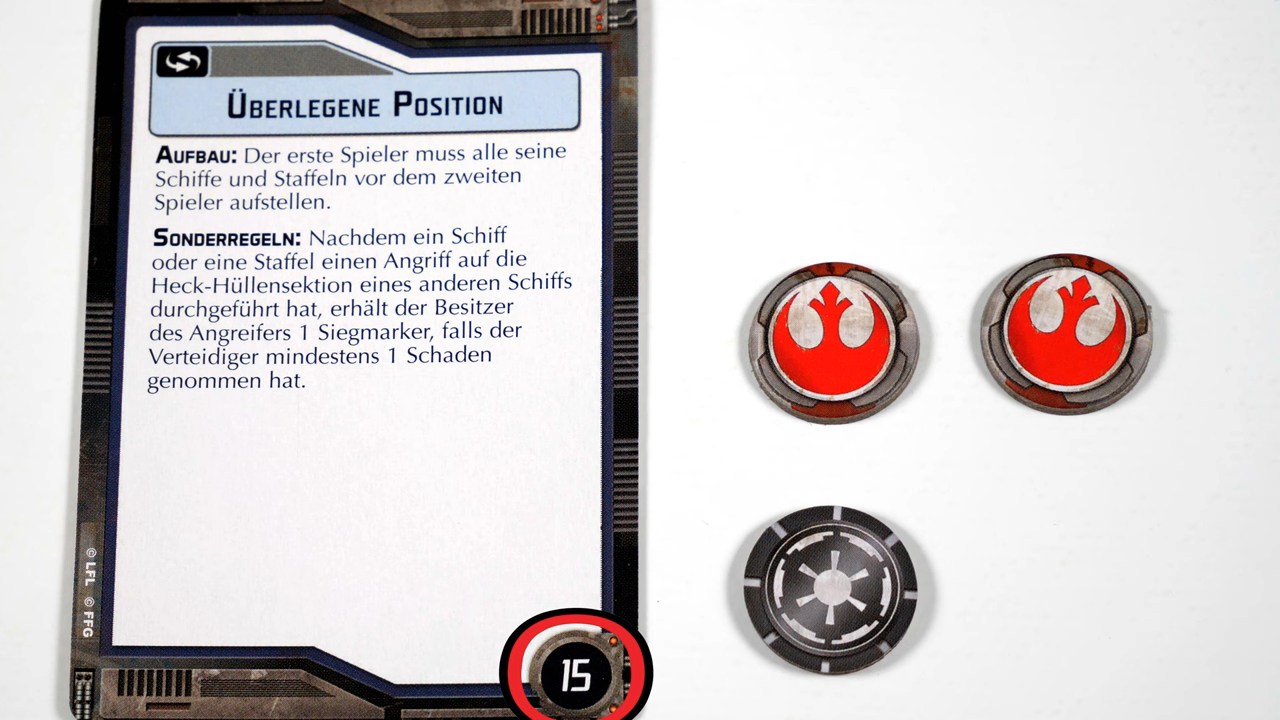 Überlegene Position
Aufbau: Der erste Spieler muss alle seine
Schiffe und Staffeln vor dem zweiten
Spieler aufstellen.
Sonderregeln: Nachdem ein Schiff
oder eine Staffel einen Angriff auf die
Heck-Hüllensektion eines anderen Schiffs
durchgeführt hat, erhält der Besitzer
des Angreifers 1 Siegmarker, falls der
Verteidiger mindestens 1 Schaden
genommen hat.
© LFL © FFG
15